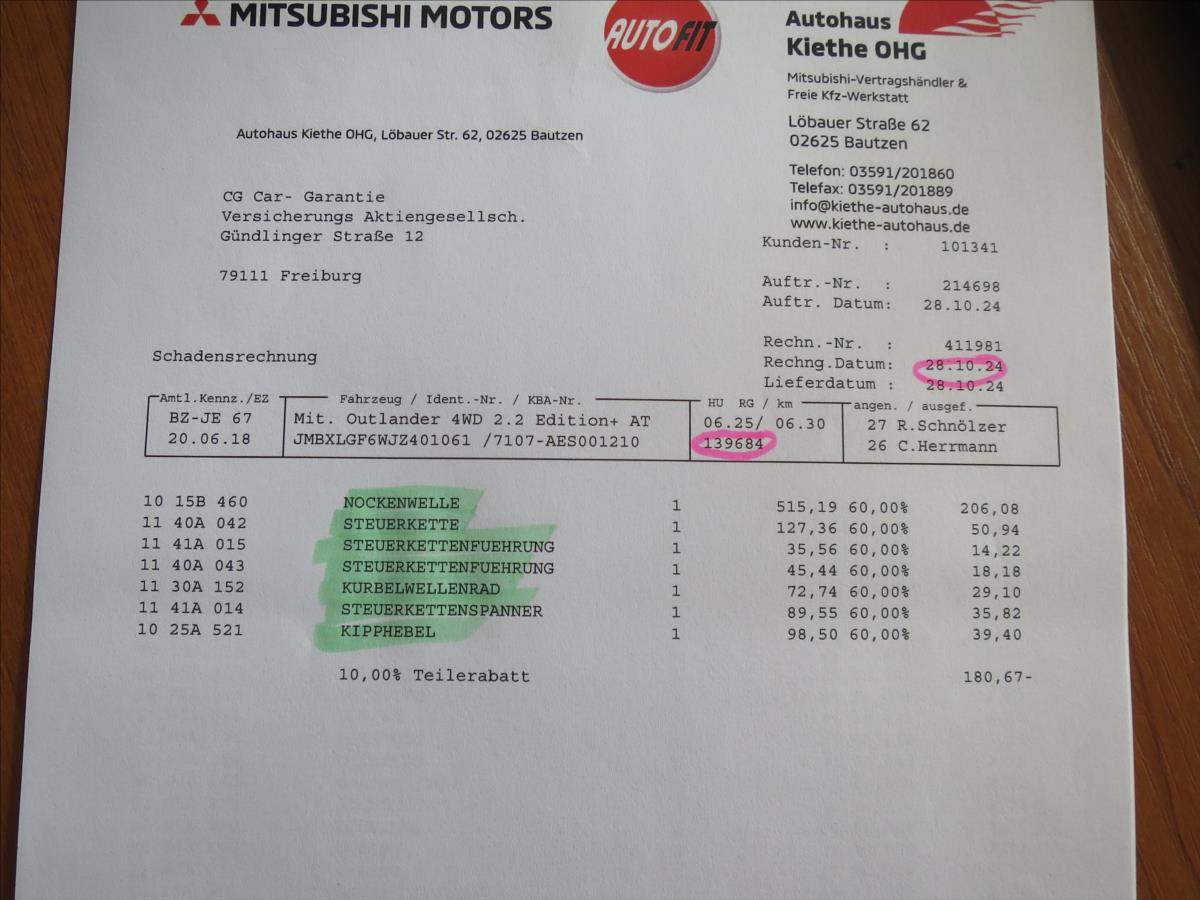 MITSUBISHI MOTORS
AUTOFIT
Autohaus
Kiethe OHG
Mitsubishi-Vertragshändler &
Freie Kfz-Werkstatt
Löbauer Straße 62
02625 Bautzen
Autohaus Kiethe OHG, Löbauer Str. 62, 02625 Bautzen
Telefon: 03591/201860
Telefax: 03591/201889
info@kiethe-autohaus.de
www.kiethe-autohaus.de
CG Car- Garantie
Versicherungs Aktiengesellsch.
Gündlinger Straße 12
79111 Freiburg
Kunden-Nr. : 101341
Auftr.-Nr. : 214698
Auftr. Datum: 28.10.24
Rechn.-Nr. : 411981
Rechng.Datum: 28.10.24
Lieferdatum : 28.10.24
Schadensrechnung
Amtl.Kennz./EZ Fahrzeug / Ident.-Nr. / KBA-Nr. HU RG / km angen. / ausgef.
BZ-JE 67 Mit. Outlander 4WD 2.2 Edition+ AT 06.25/ 06.30 27 R.Schnölzer
20.06.18 JMBXLGF6WJZ401061 /7107-AES001210 139684 26 C.Herrmann
10 15B 460 NOCKENWELLE 1 515,19 60,00% 206,08
11 40A 042 STEUERKETTE 1 127,36 60,00% 50,94
11 41A 015 STEUERKETTENFUEHRUNG 1 35,56 60,00% 14,22
11 40A 043 STEUERKETTENFUEHRUNG 1 45,44 60,00% 18,18
11 30A 152 KURBELWELLENRAD 1 72,74 60,00% 29,10
11 41A 014 STEUERKETTENSPANNER 1 89,55 60,00% 35,82
10 25A 521 KIPPHEBEL 1 98,50 60,00% 39,40
10,00% Teilerabatt 180,67-